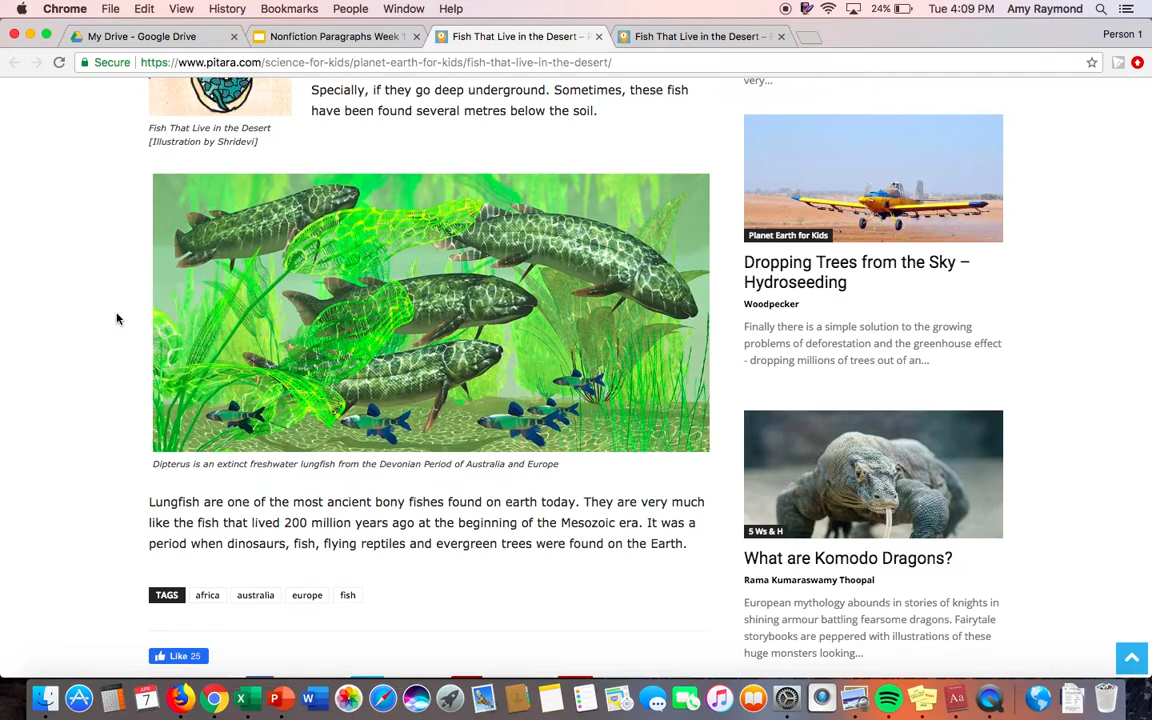 Chrome File Edit View History Bookmarks People Window Help 24% Tue 4:09 PM Amy Raymond
My Drive - Google Drive × Nonfiction Paragraphs Week 1 × Fish That Live in the Desert – × Fish That Live in the Desert – × Person 1
Secure https://www.pitara.com/science-for-kids/planet-earth-for-kids/fish-that-live-in-the-desert/
Specially, if they go deep underground. Sometimes, these fish
have been found several metres below the soil.
Fish That Live in the Desert
[Illustration by Shridevi]
Dipterus is an extinct freshwater lungfish from the Devonian Period of Australia and Europe
Lungfish are one of the most ancient bony fishes found on earth today. They are very much
like the fish that lived 200 million years ago at the beginning of the Mesozoic era. It was a
period when dinosaurs, fish, flying reptiles and evergreen trees were found on the Earth.
TAGS africa australia europe fish
Like 25
very...
Planet Earth for Kids
Dropping Trees from the Sky –
Hydroseeding
Woodpecker
Finally there is a simple solution to the growing
problems of deforestation and the greenhouse effect
- dropping millions of trees out of an...
5 Ws & H
What are Komodo Dragons?
Rama Kumaraswamy Thoopal
European mythology abounds in stories of knights in
shining armour battling fearsome dragons. Fairytale
storybooks are peppered with illustrations of these
huge monsters looking...
APR
7
X P W
Aa